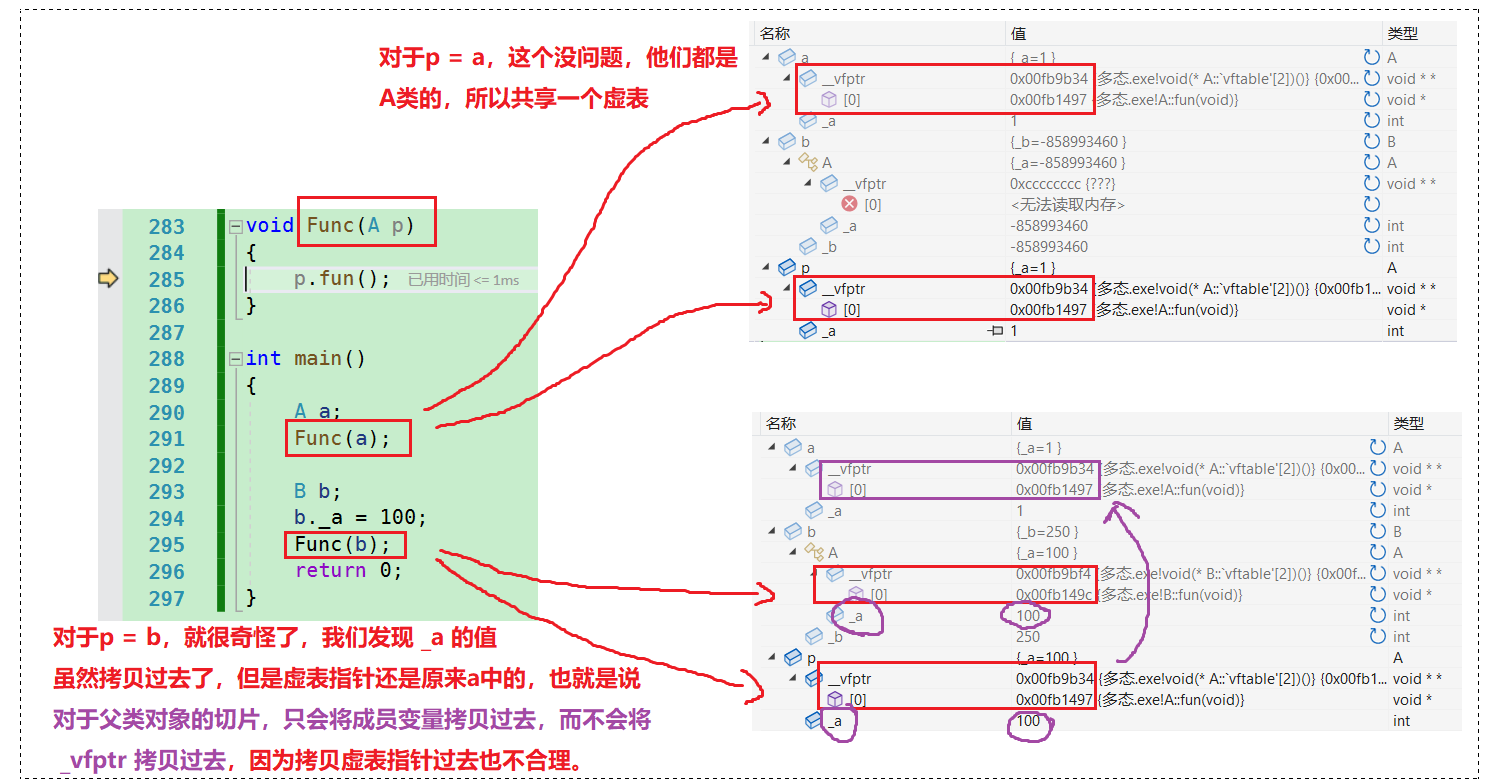 对于p = a，这个没问题，他们都是
A类的，所以共享一个虚表
283 void Func(A p)
284 {
285 p.fun(); 已用时间 <= 1ms
286 }
287
288 int main()
289 {
290 A a;
291 Func(a);
292
293 B b;
294 b._a = 100;
295 Func(b);
296 return 0;
297 }
对于p = b，就很奇怪了，我们发现 _a 的值
虽然拷贝过去了，但是虚表指针还是原来a中的，也就是说
对于父类对象的切片，只会将成员变量拷贝过去，而不会将
_vfptr 拷贝过去，因为拷贝虚表指针过去也不合理。
名称 值 类型
a {_a=1 } A
__vfptr 0x00fb9b34 {多态.exe!void(* A::`vftable'[2])()} {0x00... void * *
[0] 0x00fb1497 {多态.exe!A::fun(void)} void *
_a 1 int
b {_b=-858993460 } B
A {_a=-858993460 } A
__vfptr 0xcccccccc {???} void * *
[0] <无法读取内存>
_a -858993460 int
_b -858993460 int
p {_a=1 } A
__vfptr 0x00fb9b34 {多态.exe!void(* A::`vftable'[2])()} {0x00fb1... void * *
[0] 0x00fb1497 {多态.exe!A::fun(void)} void *
_a 1 int
名称 值 类型
a {_a=1 } A
__vfptr 0x00fb9b34 {多态.exe!void(* A::`vftable'[2])()} {0x00... void * *
[0] 0x00fb1497 {多态.exe!A::fun(void)} void *
_a 1 int
b {_b=250 } B
A {_a=100 } A
__vfptr 0x00fb9bf4 {多态.exe!void(* B::`vftable'[2])()} {0x00f... void * *
[0] 0x00fb149c {多态.exe!B::fun(void)} void *
_a 100 int
_b 250 int
p {_a=100 } A
__vfptr 0x00fb9b34 {多态.exe!void(* A::`vftable'[2])()} {0x00fb1... void * *
[0] 0x00fb1497 {多态.exe!A::fun(void)} void *
_a 100 int